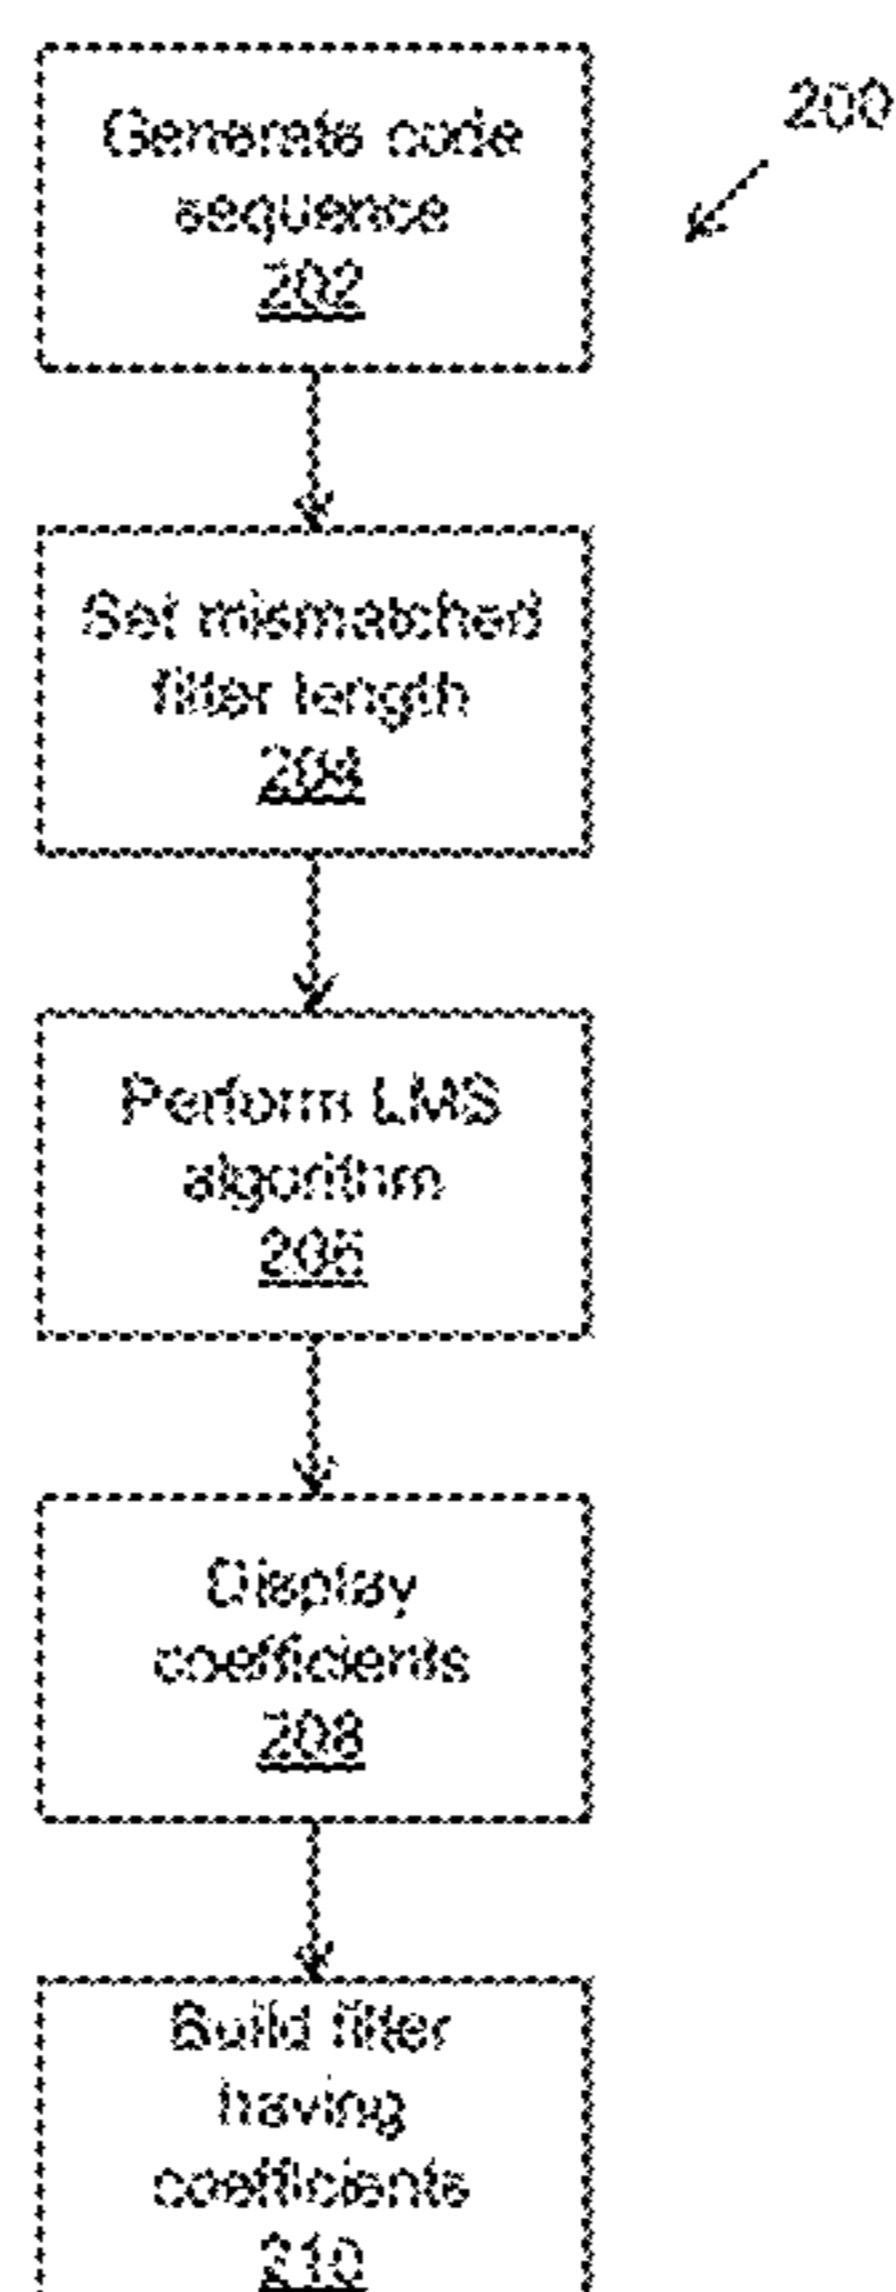 200
Generate code
sequence
202
Set mismatched
filter length
204
Perform LMS
algorithm
206
Display
coefficients
208
Build filter
having
coefficients
210